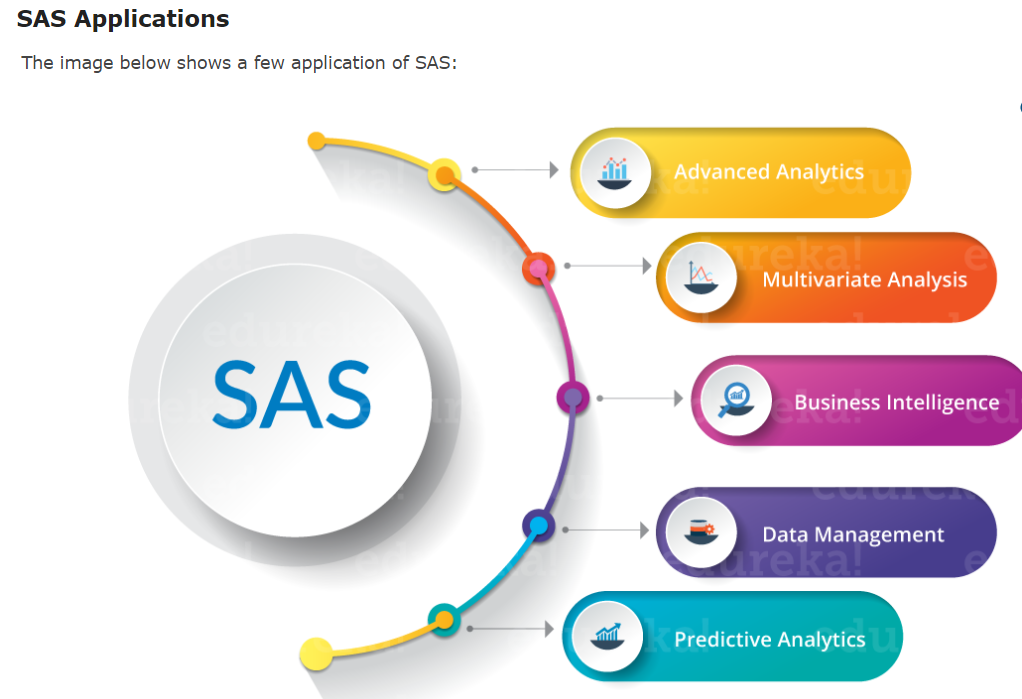 SAS Applications
The image below shows a few application of SAS:
Advanced Analytics
Multivariate Analysis
SAS
Business Intelligence
Data Management
Predictive Analytics
edureka!